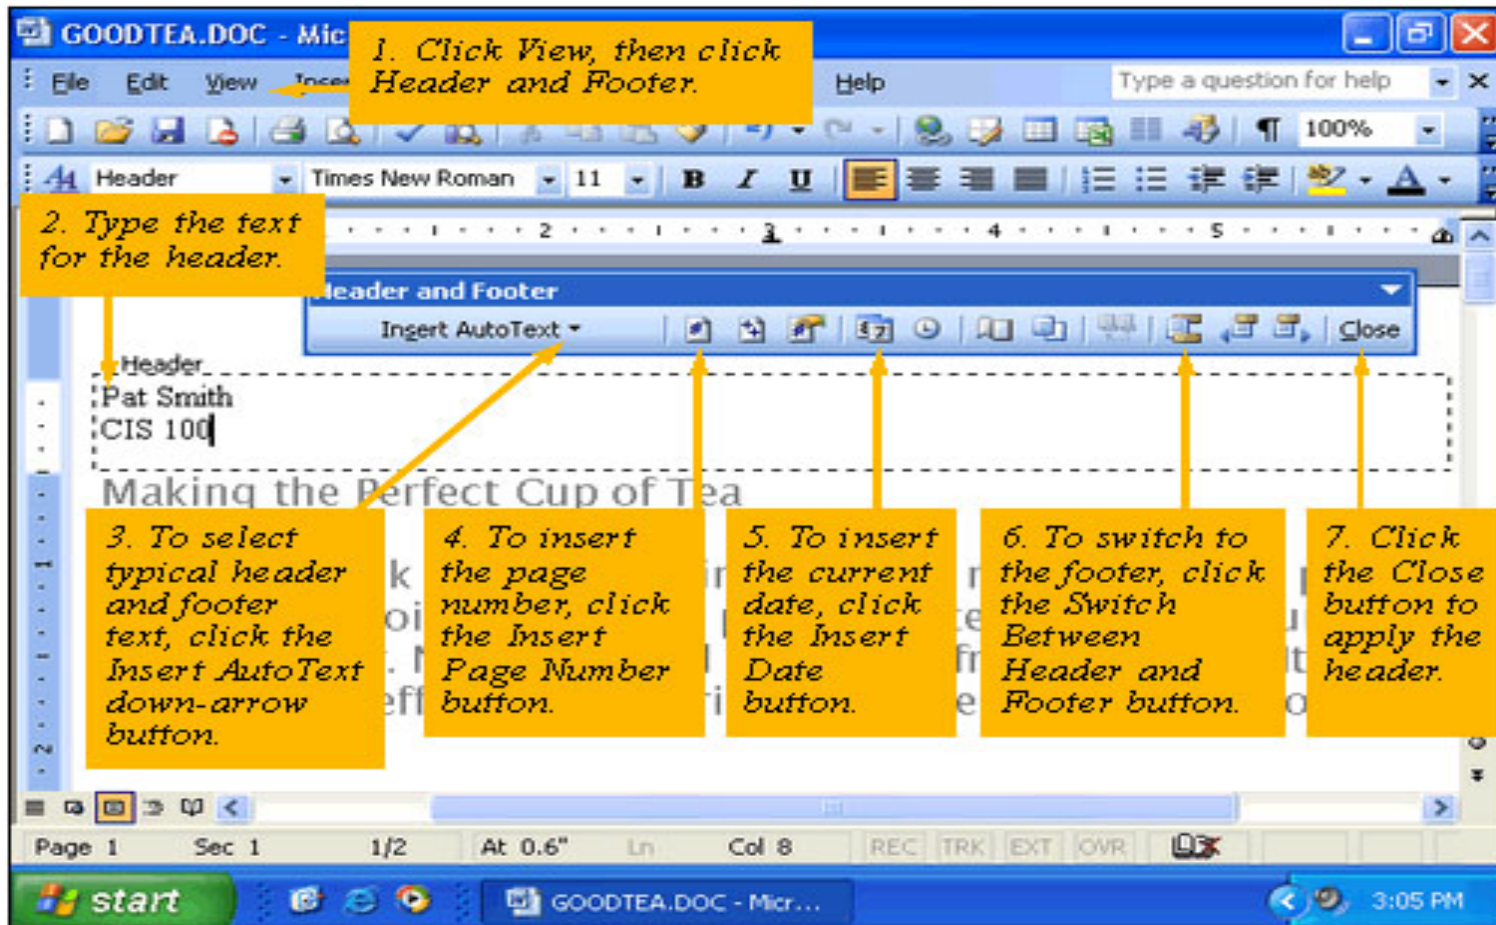 GOODTEA.DOC - Mic
1. Click View, then click
Header and Footer.
File Edit View Help Type a question for help
100%
Header Times New Roman 11 B I U A
2. Type the text
for the header.
2 3 4 5
Header and Footer
Insert AutoText Close
Header
Pat Smith
CIS 100
Making the Perfect Cup of Tea
3. To select
typical header
and footer
text, click the
Insert AutoText
down-arrow
button.
4. To insert
the page
number, click
the Insert
Page Number
button.
5. To insert
the current
date, click
the Insert
Date
button.
6. To switch to
the footer, click
the Switch
Between
Header and
Footer button.
7. Click
the Close
button to
apply the
header.
1
2
Page 1 Sec 1 1/2 At 0.6" Ln Col 8 REC TRK EXT OVR
start GOODTEA.DOC - Micr... 3:05 PM